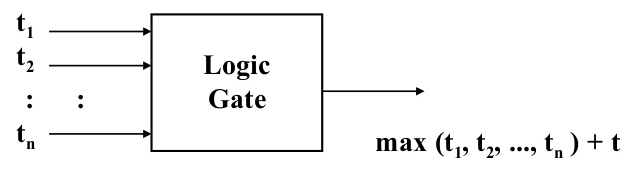 t₁
t₂
: :
tₙ
Logic
Gate
max (t₁, t₂, ..., tₙ ) + t